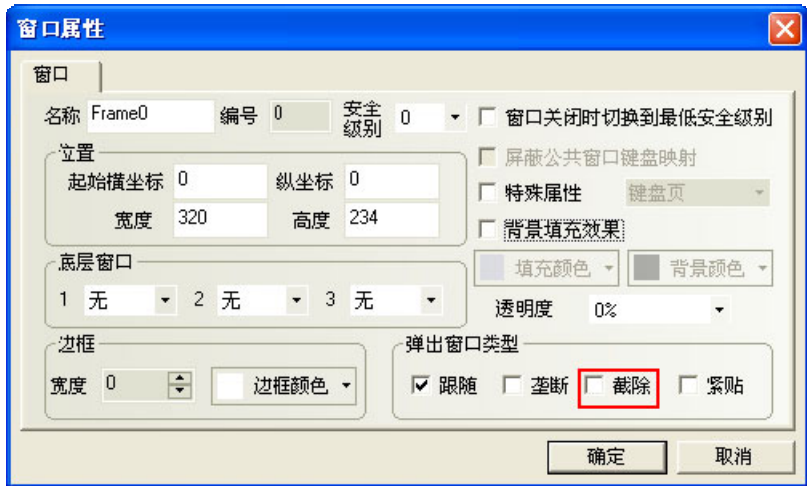 窗口属性
窗口
名称 Frame0 编号 0 安全级别 0 窗口关闭时切换到最低安全级别
位置
屏蔽公共窗口键盘映射
起始横坐标 0 纵坐标 0
特殊属性 键盘页
宽度 320 高度 234
背景填充效果
底层窗口
填充颜色 背景颜色
1 无 2 无 3 无
透明度 0%
边框
弹出窗口类型
宽度 0 边框颜色
跟随 垄断 截除 紧贴
确定 取消